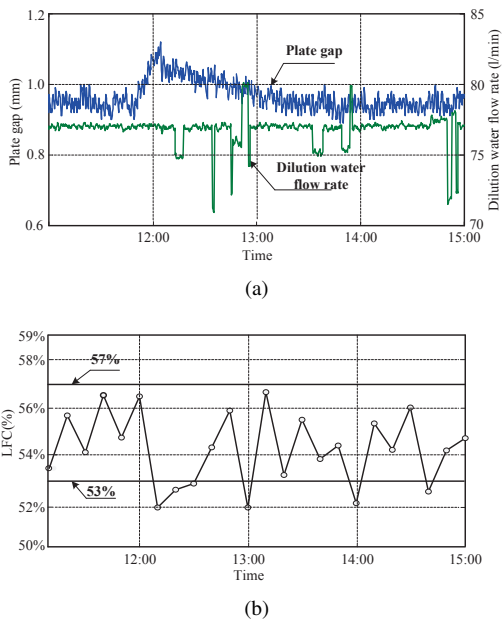 1.2
1.0
0.8
0.6
Plate gap (mm)
Plate gap
Dilution water
flow rate
85
80
75
70
Dilution water flow rate (l/min)
12:00 13:00 14:00 15:00
Time
(a)
59%
58%
56%
54%
52%
50%
LFC(%)
57%
53%
12:00 13:00 14:00 15:00
Time
(b)